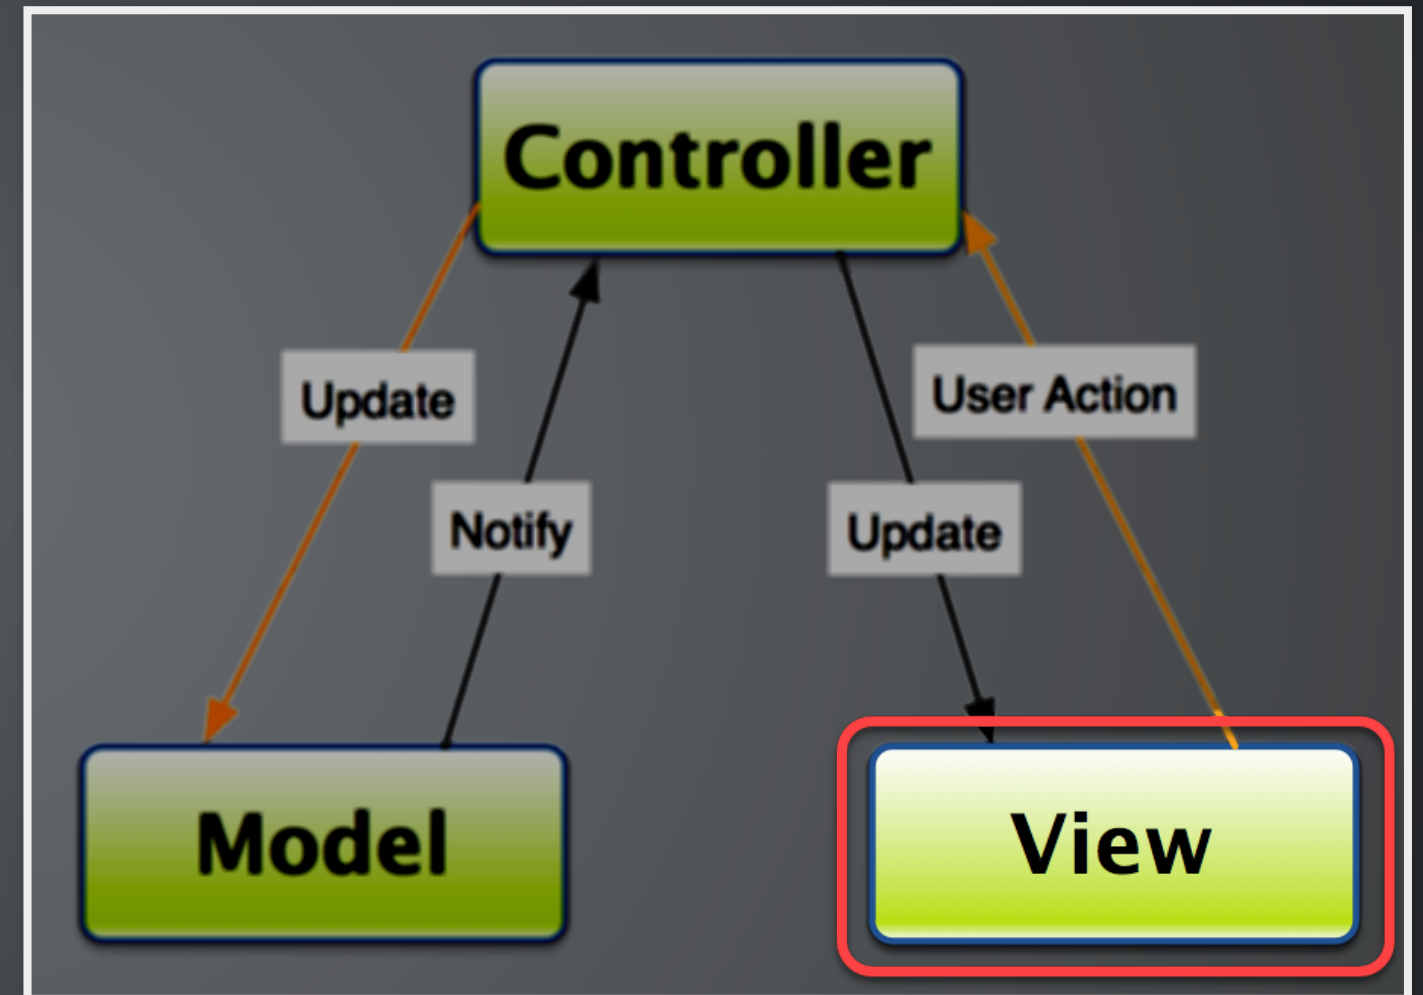 Controller
Update
User Action
Notify
Update
Model
View